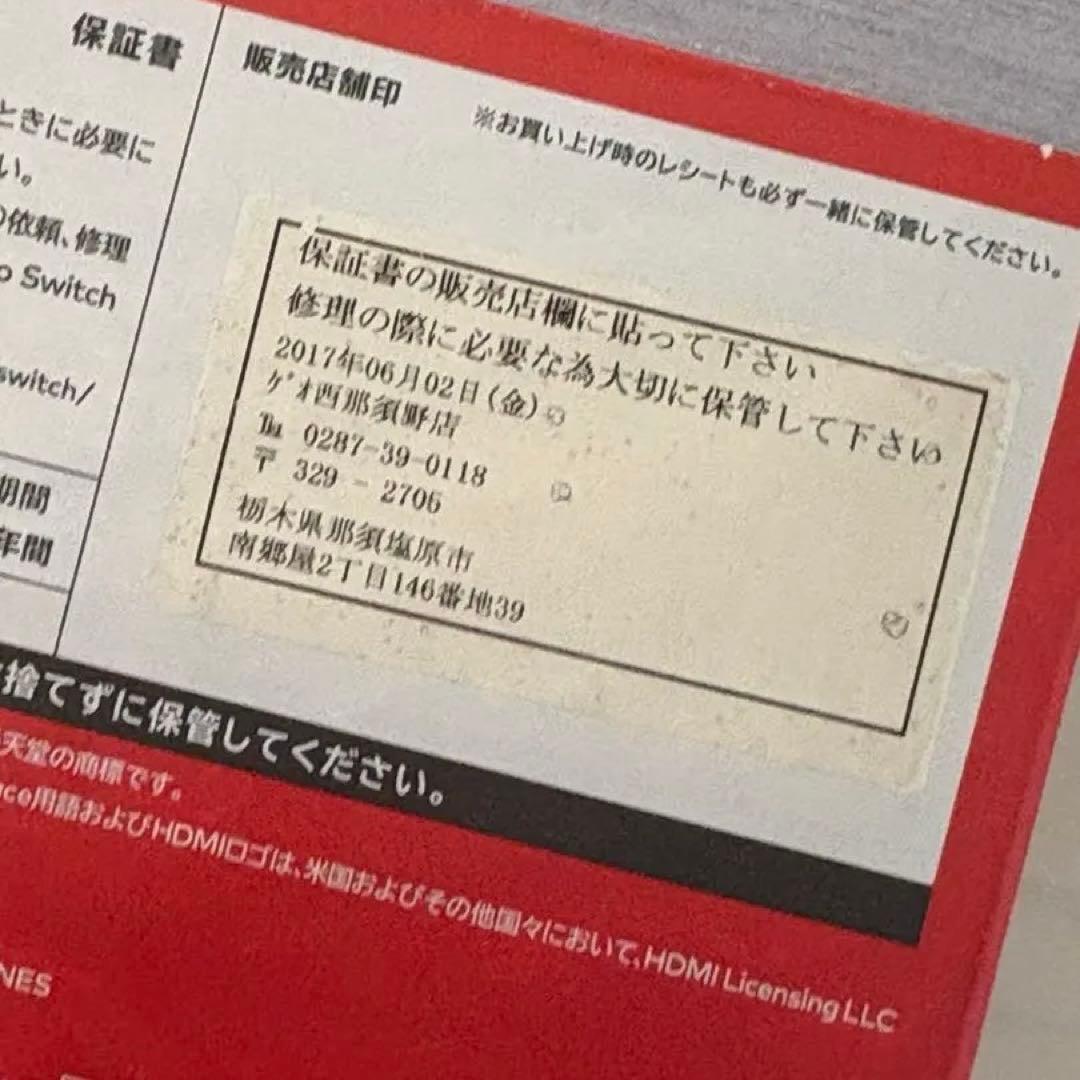 保証書
販売店舗印
※お買い上げ時のレシートも必ず一緒に保管してください。
ときに必要に
い。
の依頼、修理
o Switch
switch/
期間
年間
保証書の販売店欄に貼って下さい
修理の際に必要な為大切に保管して下さい
2017年06月02日(金)
ｹﾞｵ西那須野店
℡ 0287-39-0118
〒 329 - 2706
栃木県那須塩原市
南郷屋2丁目146番地39
捨てずに保管してください。
天堂の商標です。
ace用語およびHDMIロゴは、米国およびその他国々において、HDMI Licensing LLC
NES